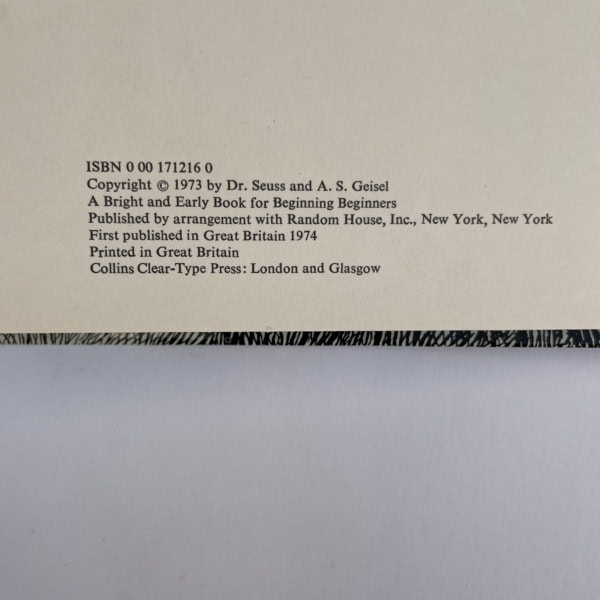 ISBN 0 00 171216 0
Copyright © 1973 by Dr. Seuss and A. S. Geisel
A Bright and Early Book for Beginning Beginners
Published by arrangement with Random House, Inc., New York, New York
First published in Great Britain 1974
Printed in Great Britain
Collins Clear-Type Press: London and Glasgow